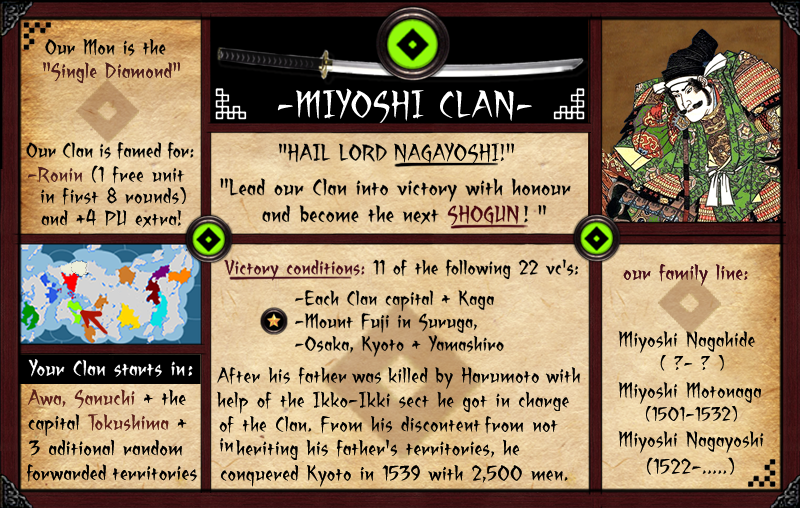 Our Mon is the
"Single Diamond"
Our Clan is famed for:
-Ronin (1 free unit
in first 8 rounds)
and +4 PU extra!
-MIYOSHI CLAN-
"HAIL LORD NAGAYOSHI!"
"Lead our Clan into victory with honour
and become the next SHOGUN! "
Your Clan starts in:
Awa, Sanuchi + the
capital Tokushima +
3 aditional random
forwarded territories
Victory conditions: 11 of the following 22 vc's:
-Each Clan capital + Kaga
-Mount Fuji in Suruga,
-Osaka, Kyoto + Yamashiro
After his father was killed by Harumoto with
help of the Ikko-Ikki sect he got in charge
of the Clan. From his discontent from not
inheriting his father's territories, he
conquered Kyoto in 1539 with 2,500 men.
our family line:
Miyoshi Nagahide
( ?- ? )
Miyoshi Motonaga
(1501-1532)
Miyoshi Nagayoshi
(1522-.....)